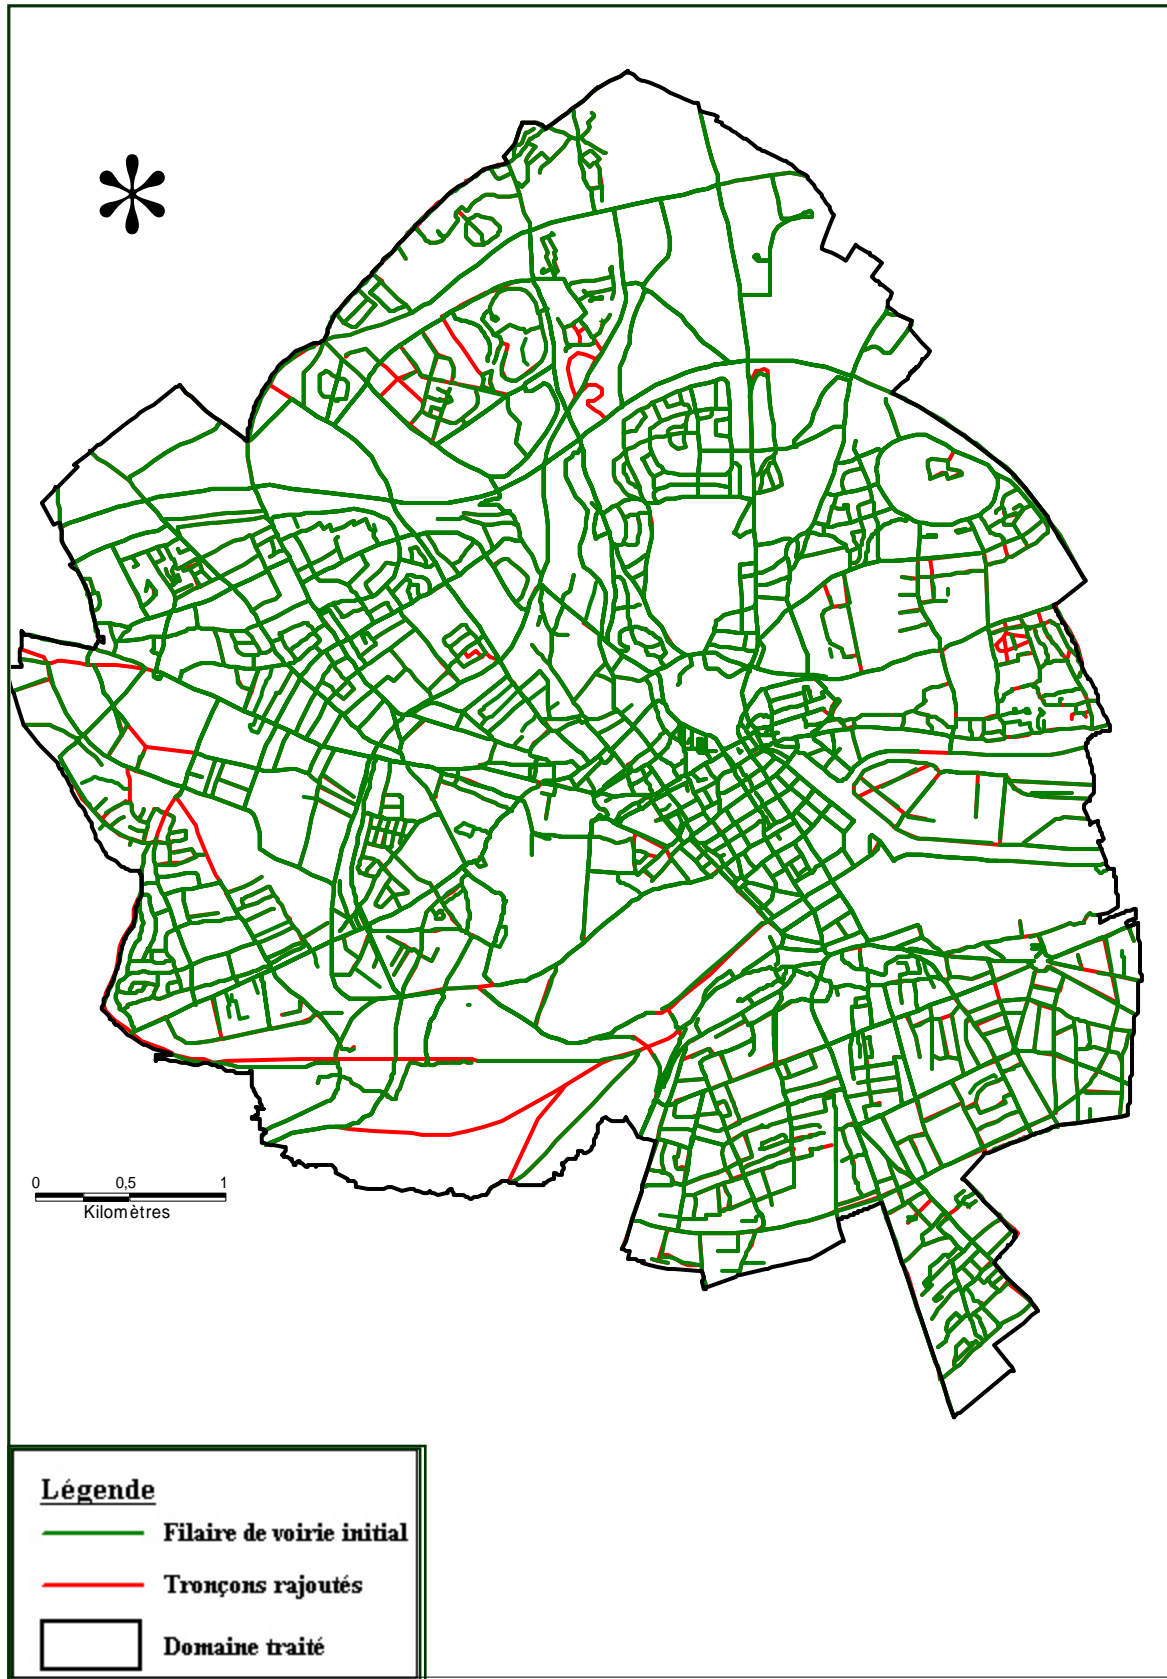 0 0,5 1
Kilomètres
Légende
Filaire de voirie initial
Tronçons rajoutés
Domaine traité